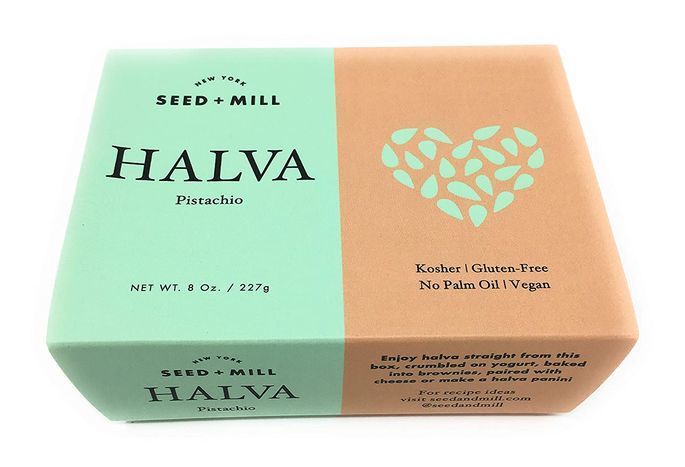 NEW YORK
SEED + MILL
HALVA
Pistachio
NET WT. 8 Oz. / 227g
Kosher | Gluten-Free
No Palm Oil | Vegan
NEW YORK
SEED + MILL
HALVA
Pistachio
Enjoy halva straight from this
box, crumbled on yogurt, baked
into brownies, paired with
cheese or make a halva panini
For recipe ideas
visit seedandmill.com
@seedandmill